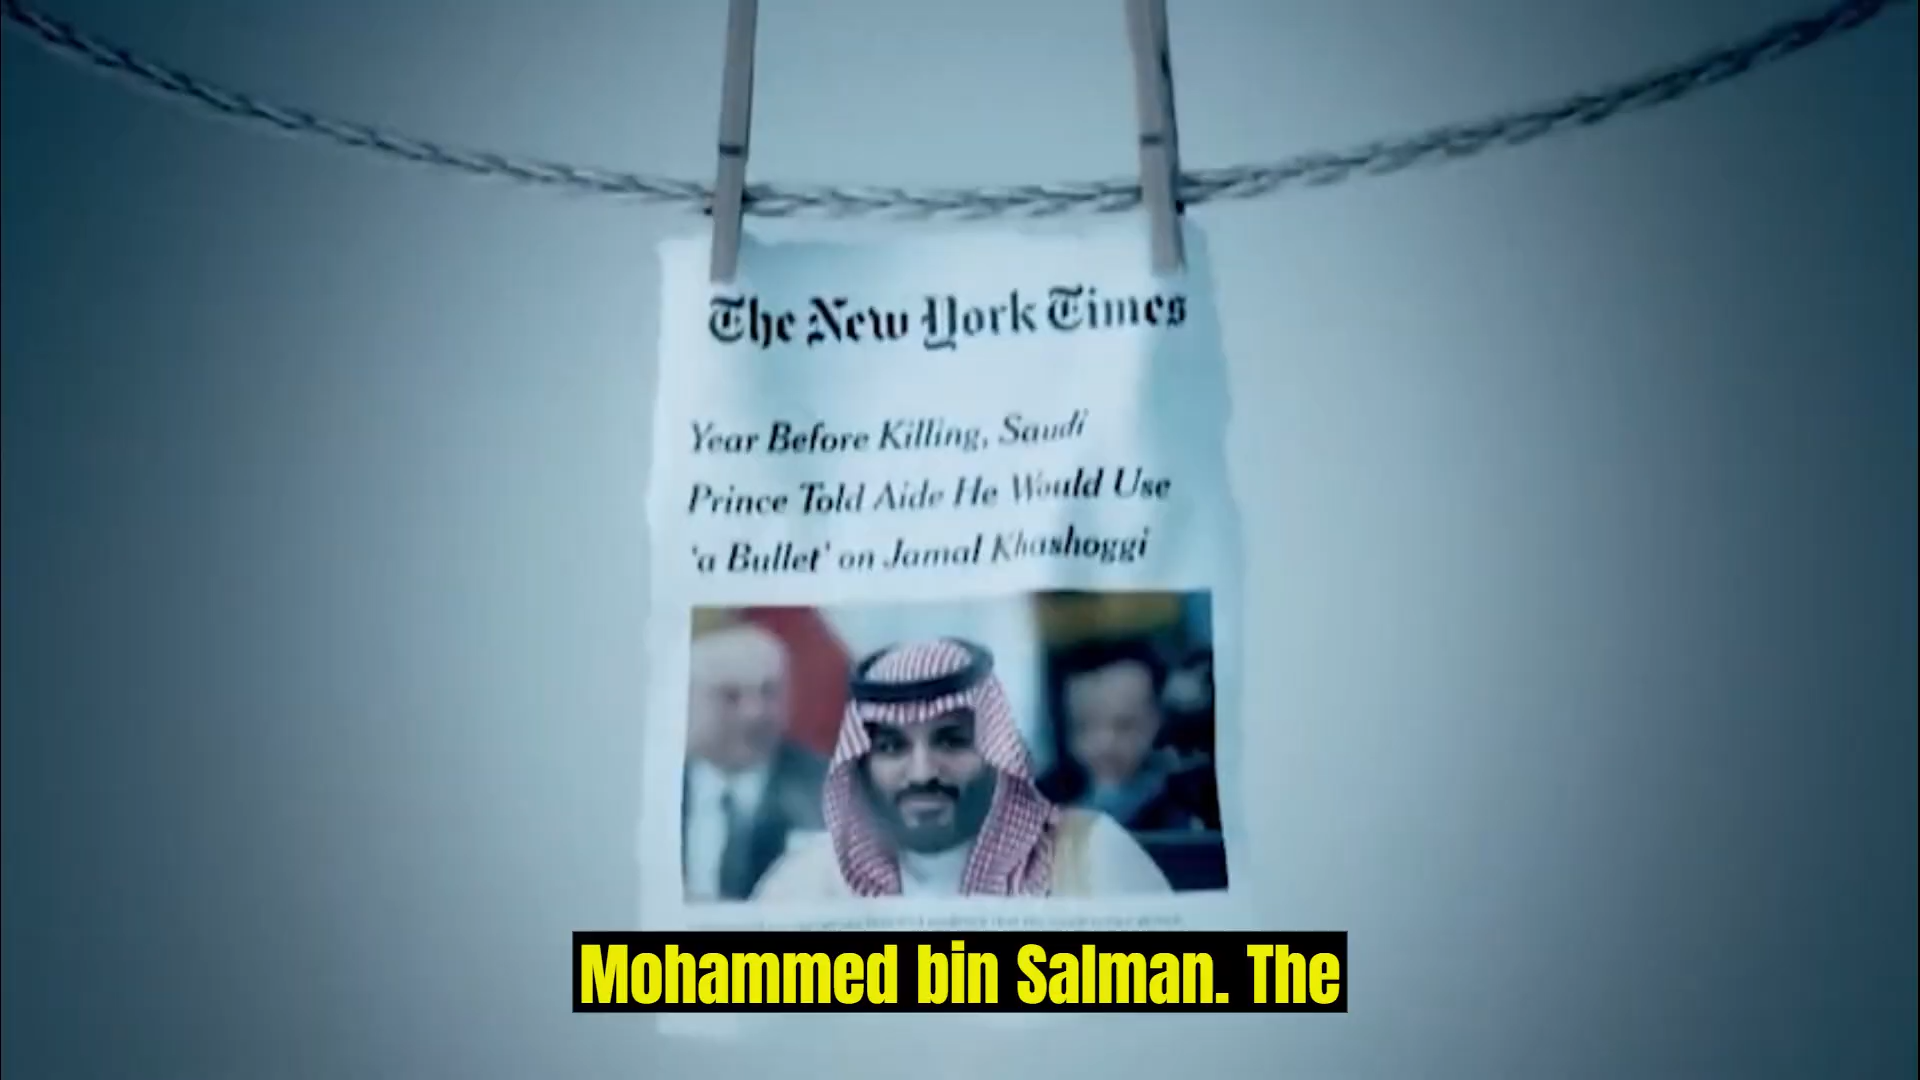 The New York Times
Year Before Killing, Saudi
Prince Told Aide He Would Use
'a Bullet' on Jamal Khashoggi
Mohammed bin Salman. The